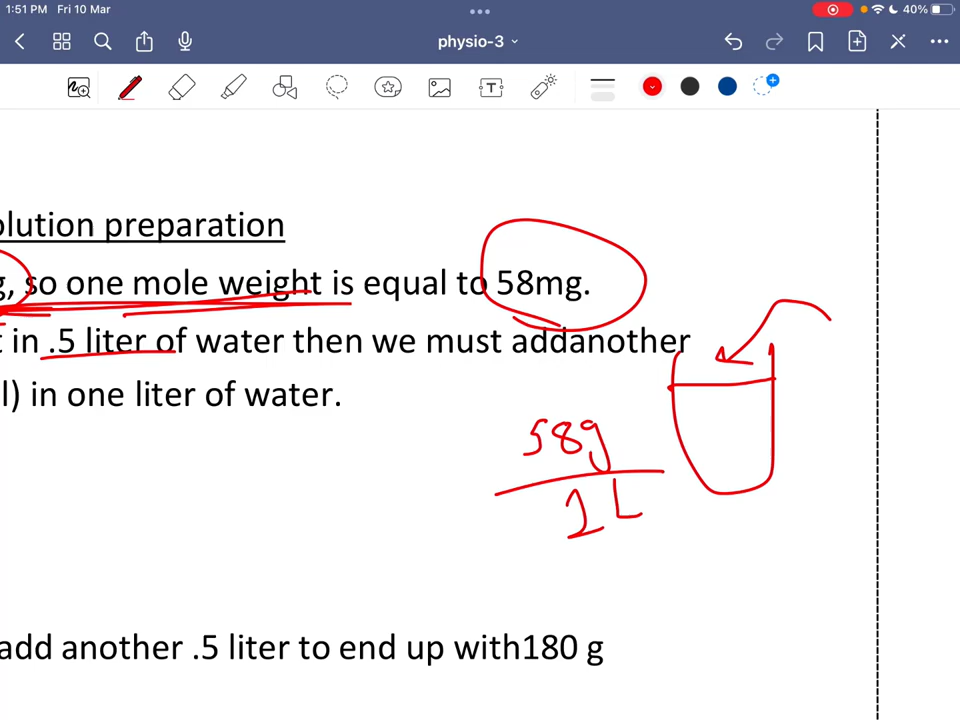 1:51 PM Fri 10 Mar
40%
physio-3
T
olution preparation
g, so one mole weight is equal to 58mg.
t in .5 liter of water then we must addanother
l) in one liter of water.
58g
1 L
add another .5 liter to end up with180 g